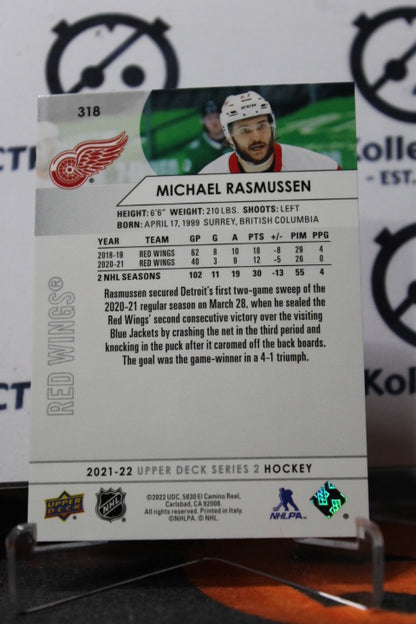 318
MICHAEL RASMUSSEN
HEIGHT: 6'6" WEIGHT: 210 LBS. SHOOTS: LEFT
BORN: APRIL 17, 1999 SURREY, BRITISH COLUMBIA
YEAR TEAM GP G A PTS +/- PIM PPG
2018-19 RED WINGS 62 8 10 18 -8 29 4
2020-21 RED WINGS 40 3 9 12 -5 26 0
2 NHL SEASONS 102 11 19 30 -13 55 4
Rasmussen secured Detroit's first two-game sweep of the
2020-21 regular season on March 28, when he sealed the
Red Wings' second consecutive victory over the visiting
Blue Jackets by crashing the net in the third period and
knocking in the puck after it caromed off the back boards.
The goal was the game-winner in a 4-1 triumph.
RED WINGS®
2021-22 UPPER DECK SERIES 2 HOCKEY
UPPER DECK
NHL
©2022 UDC. 5830 El Camino Real,
Carlsbad, CA 92008.
All rights reserved. Printed in Italy.
©NHLPA. © NHL.
NHLPA
Kolle
- EST.
Kolle